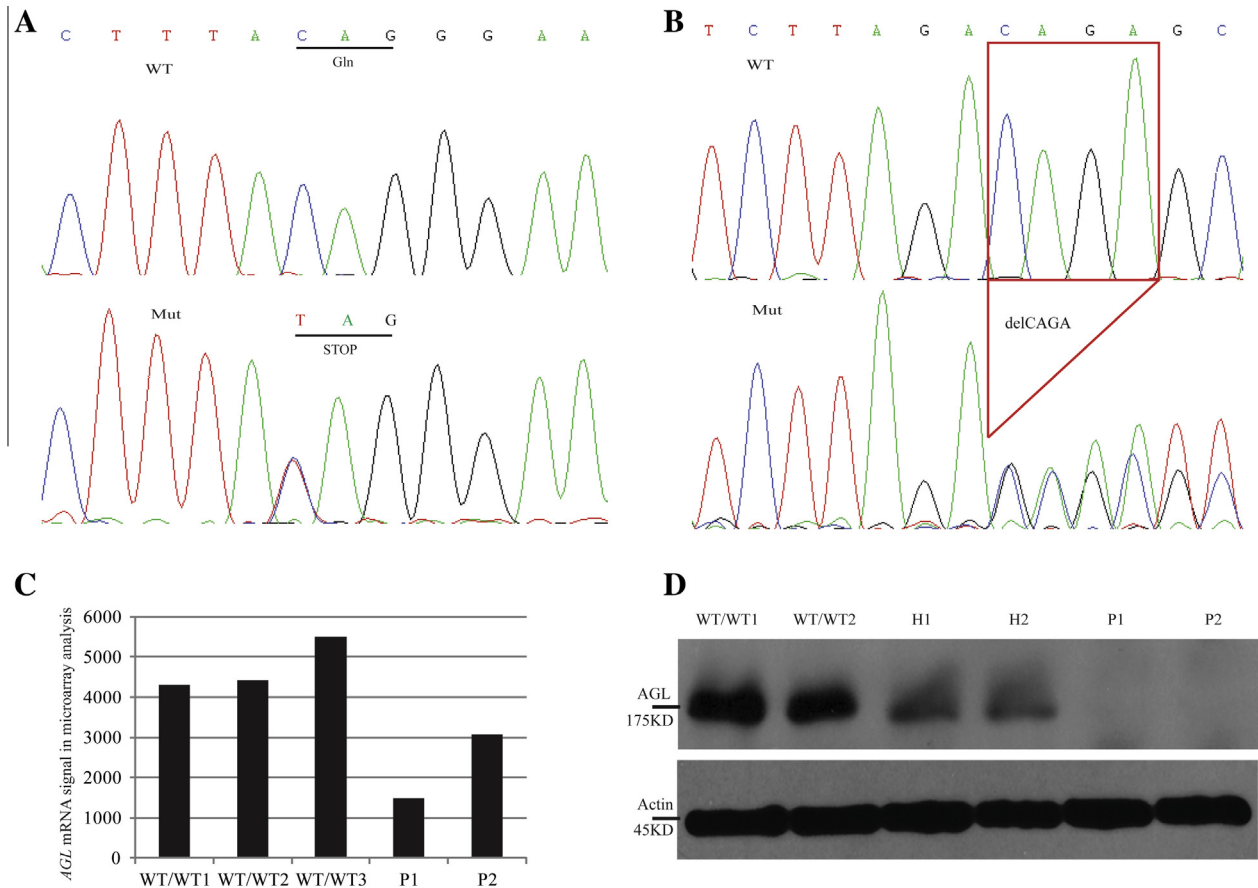 A
C T T T A C A G G G A A
Gln
WT
Mut
T A G
STOP
B
T C T T A G A C A G A G C
WT
Mut
delCAGA
C
AGL mRNA signal in microarray analysis
6000
5000
4000
3000
2000
1000
0
WT/WT1 WT/WT2 WT/WT3 P1 P2
D
WT/WT1 WT/WT2 H1 H2 P1 P2
AGL
175KD
Actin
45KD